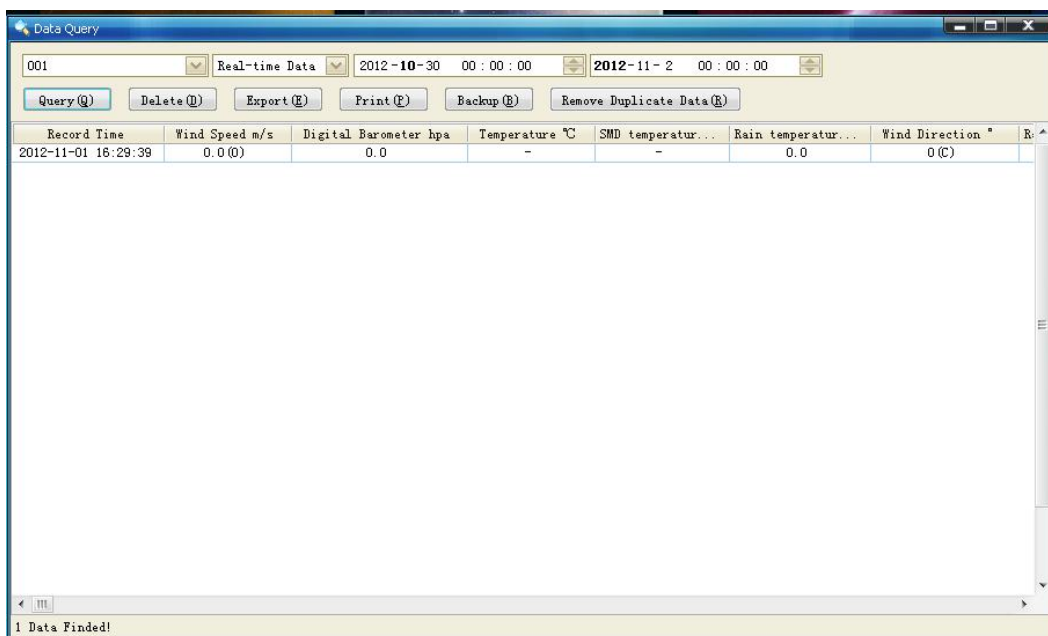 Data Query
001 Real-time Data 2012-10-30 00:00:00 2012-11-2 00:00:00
Query(Q) Delete(D) Export(E) Print(P) Backup(B) Remove Duplicate Data(R)
Record Time Wind Speed m/s Digital Barometer hpa Temperature ℃ SMD temperatur... Rain temperatur... Wind Direction °
2012-11-01 16:29:39 0.0(0) 0.0 - - 0.0 0(C)
1 Data Finded!